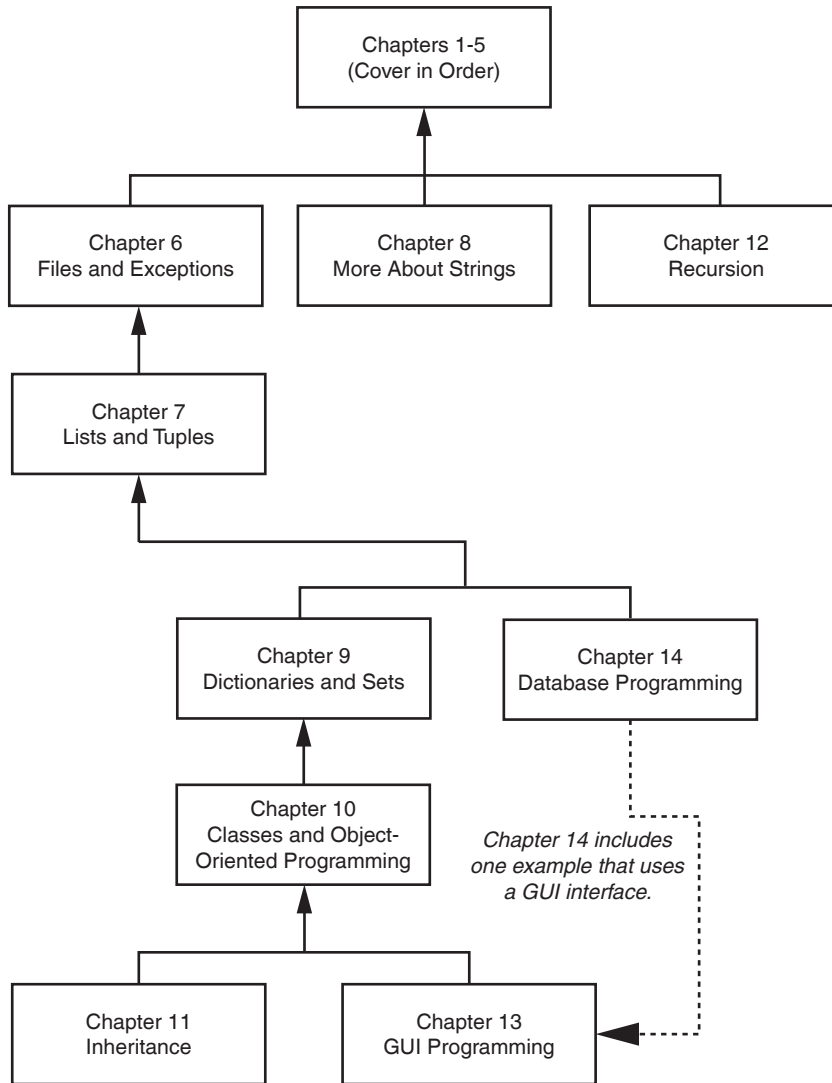 Chapters 1-5
(Cover in Order)
Chapter 6
Files and Exceptions
Chapter 8
More About Strings
Chapter 12
Recursion
Chapter 7
Lists and Tuples
Chapter 9
Dictionaries and Sets
Chapter 14
Database Programming
Chapter 10
Classes and Object-
Oriented Programming
Chapter 14 includes
one example that uses
a GUI interface.
Chapter 11
Inheritance
Chapter 13
GUI Programming